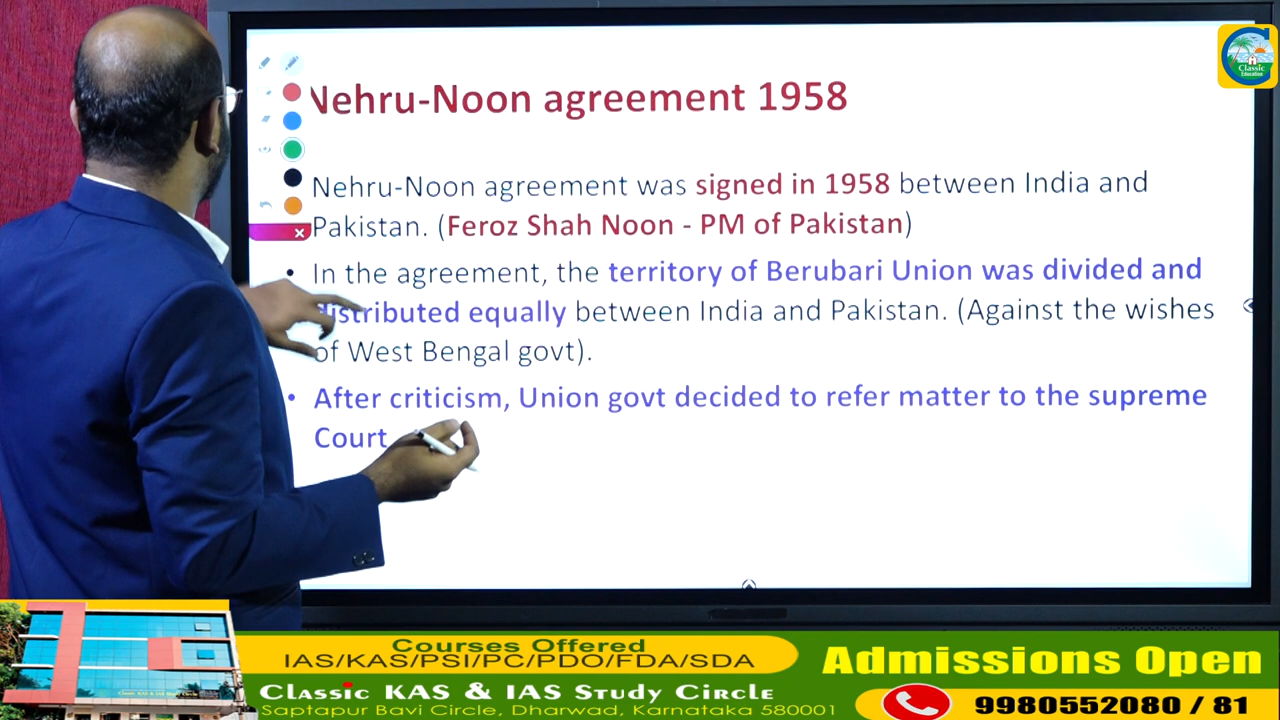 Classic
Education
Nehru-Noon agreement 1958
Nehru-Noon agreement was signed in 1958 between India and
Pakistan. (Feroz Shah Noon - PM of Pakistan)
• In the agreement, the territory of Berubari Union was divided and
distributed equally between India and Pakistan. (Against the wishes
of West Bengal govt).
• After criticism, Union govt decided to refer matter to the supreme
Court
Courses Offered
IAS/KAS/PSI/PC/PDO/FDA/SDA
Classic KAS & IAS Study Circle
Saptapur Bavi Circle, Dharwad, Karnataka 580001
Admissions Open
9980552080 / 81